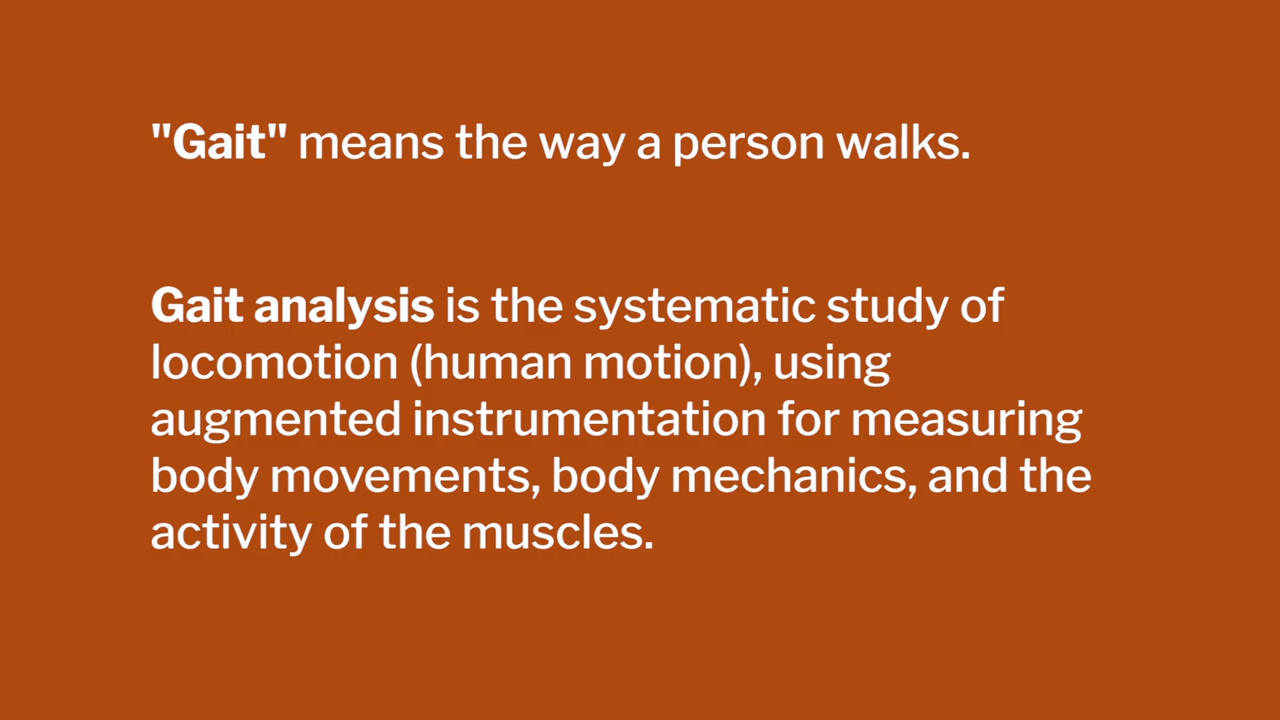 "Gait" means the way a person walks.
Gait analysis is the systematic study of
locomotion (human motion), using
augmented instrumentation for measuring
body movements, body mechanics, and the
activity of the muscles.